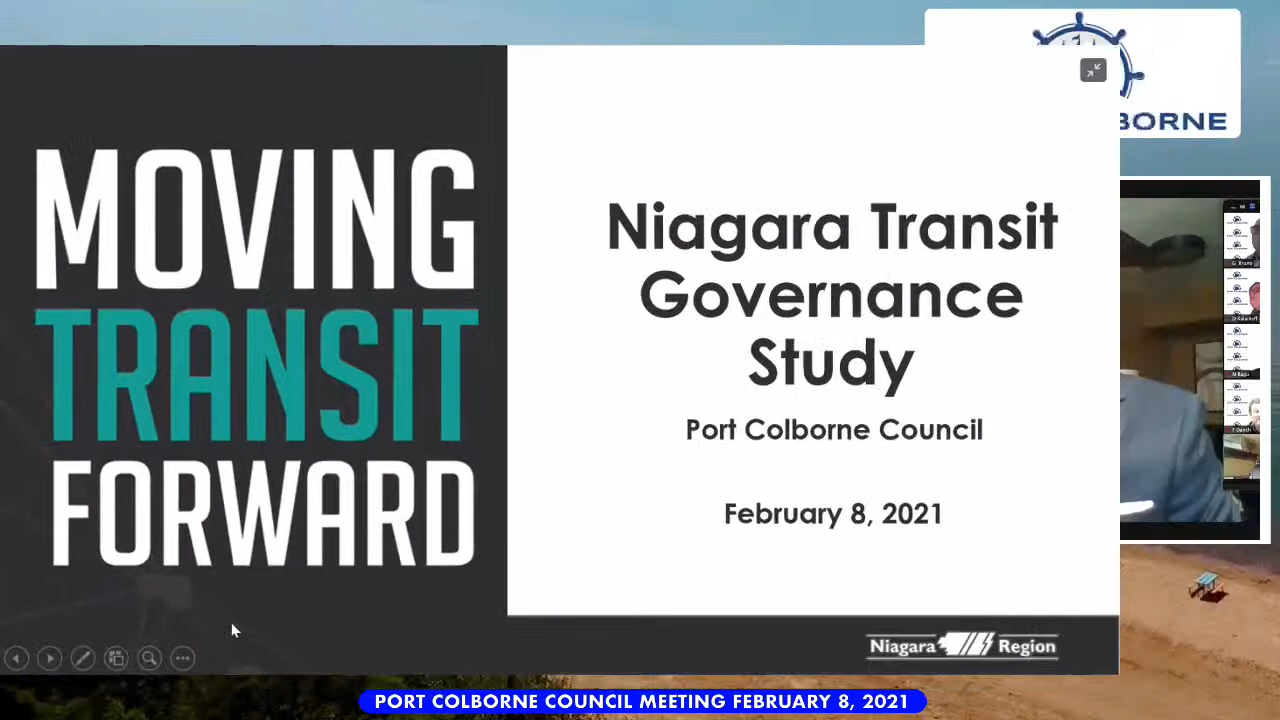 MOVING
TRANSIT
FORWARD
Niagara Transit
Governance
Study
Port Colborne Council
February 8, 2021
Niagara Region
BORNE
PORT COLBORNE COUNCIL MEETING FEBRUARY 8, 2021